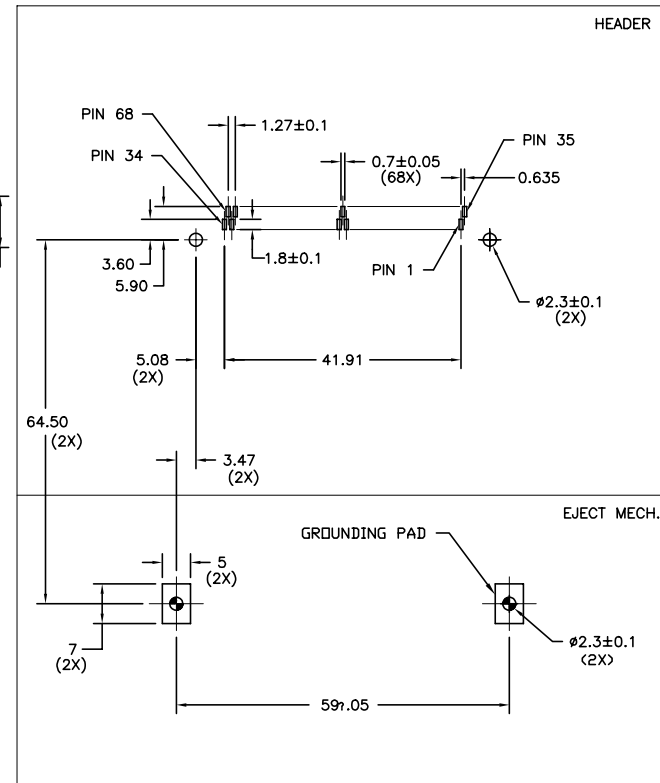 HEADER
PIN 68
1.27±0.1
PIN 34
PIN 35
0.7±0.05
(68X)
0.635
3.60
1.8±0.1
PIN 1
5.90
ø2.3±0.1
(2X)
5.08
(2X)
41.91
64.50
(2X)
3.47
(2X)
EJECT MECH.
GROUNDING PAD
5
(2X)
7
(2X)
ø2.3±0.1
(2X)